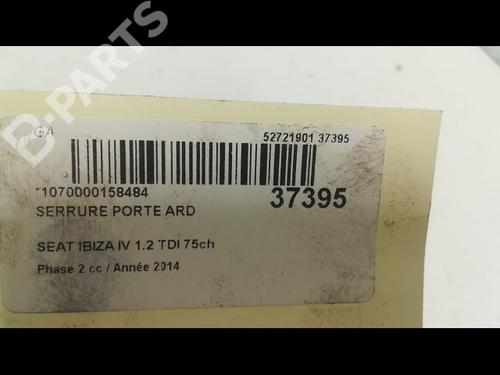 B-PARTS
GA
52721901 37395
*1070000158484
37395
SERRURE PORTE ARD
SEAT IBIZA IV 1.2 TDI 75ch
Phase 2 cc / Année 2014